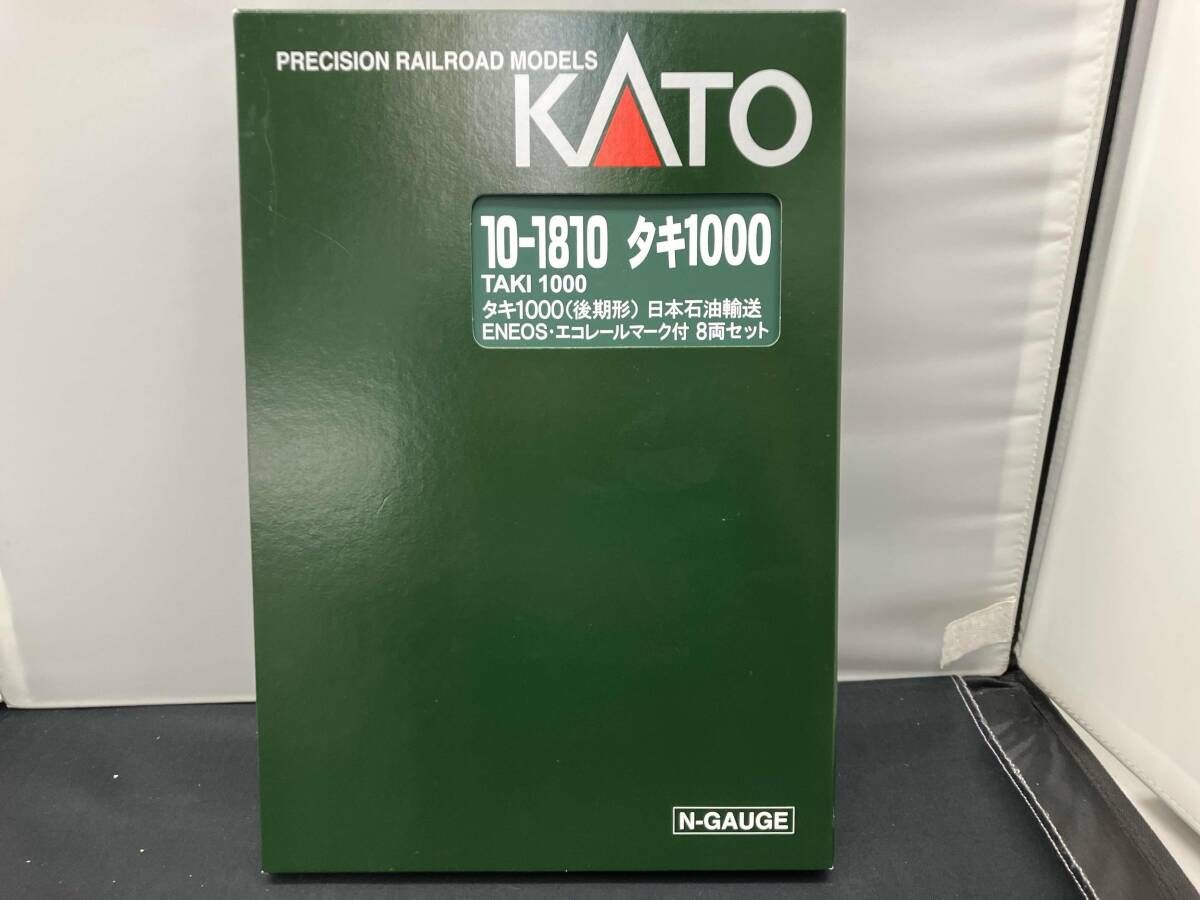 PRECISION RAILROAD MODELS
KATO
10-1810 タキ1000
TAKI 1000
タキ1000(後期形) 日本石油輸送
ENEOS・エコレールマーク付 8両セット
N-GAUGE